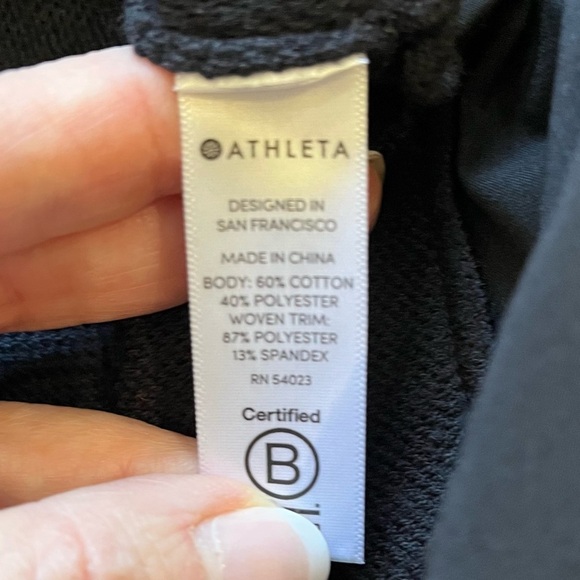 ATHLETA
DESIGNED IN
SAN FRANCISCO
MADE IN CHINA
BODY: 60% COTTON
40% POLYESTER
WOVEN TRIM:
87% POLYESTER
13% SPANDEX
RN 54023
Certified
B